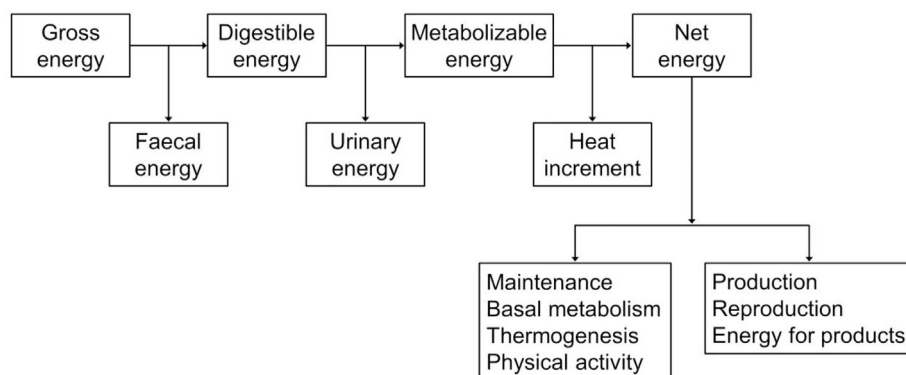 Gross
energy
Digestible
energy
Metabolizable
energy
Net
energy
Faecal
energy
Urinary
energy
Heat
increment
Maintenance
Basal metabolism
Thermogenesis
Physical activity
Production
Reproduction
Energy for products